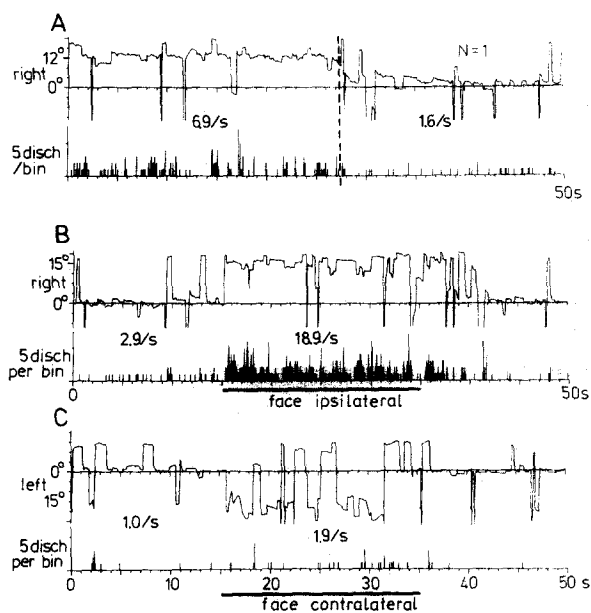 A
12°
right
0°
N=1
6.9/s
1.6/s
5 disch
/bin
50s
B
15°
right
0°
2.9/s
18.9/s
5 disch
per bin
0
50s
face ipsilateral
C
0°
left
15°
1.0/s
1.9/s
5 disch
per bin
0
10
20
30
40
50 s
face contralateral